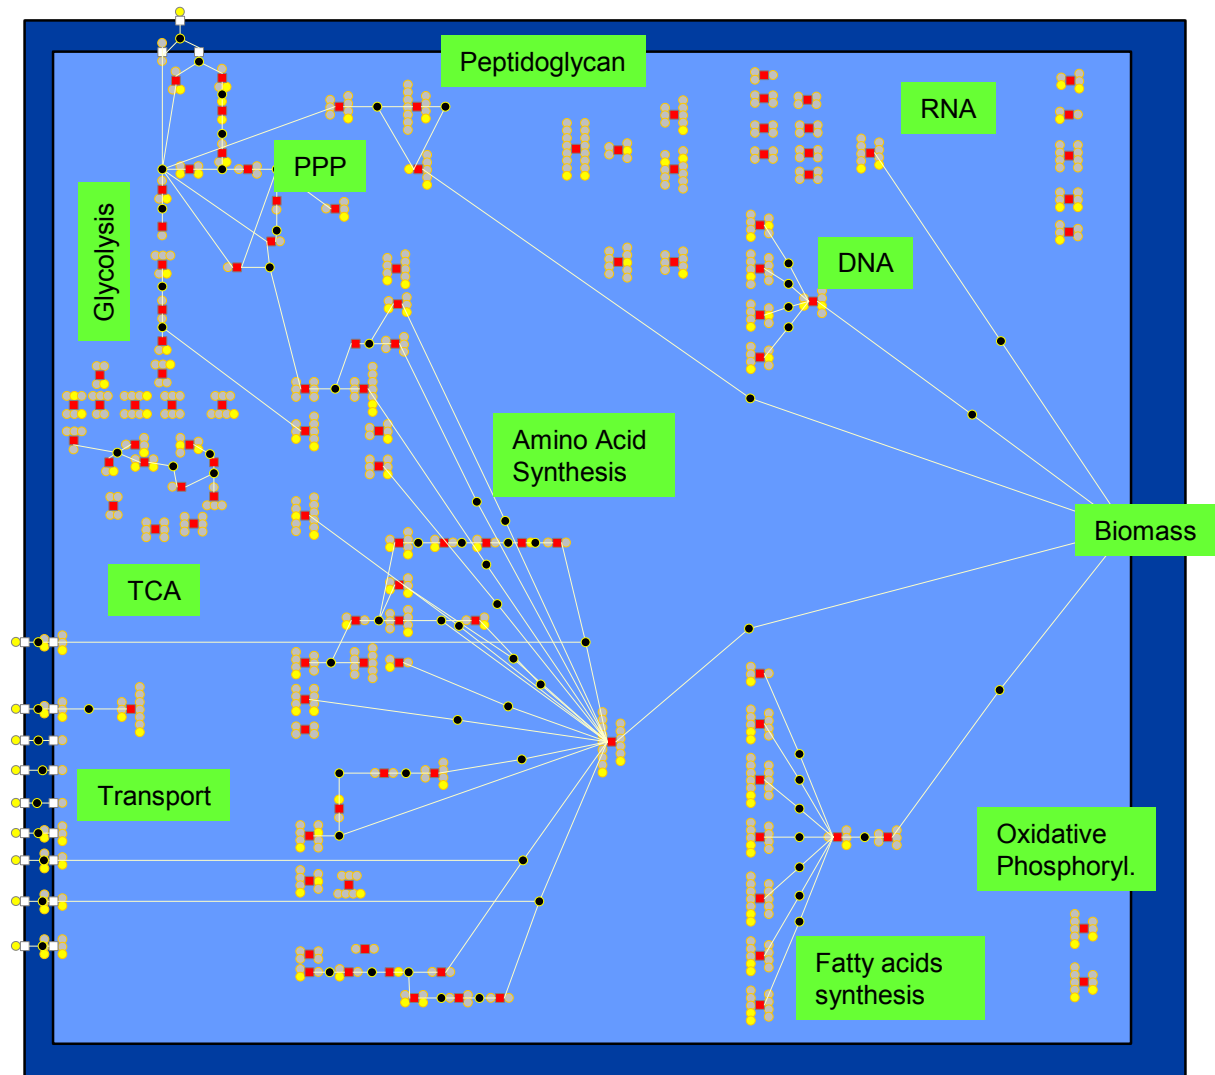 Peptidoglycan
RNA
PPP
Glycolysis
DNA
Amino Acid
Synthesis
Biomass
TCA
Transport
Oxidative
Phosphoryl.
Fatty acids
synthesis